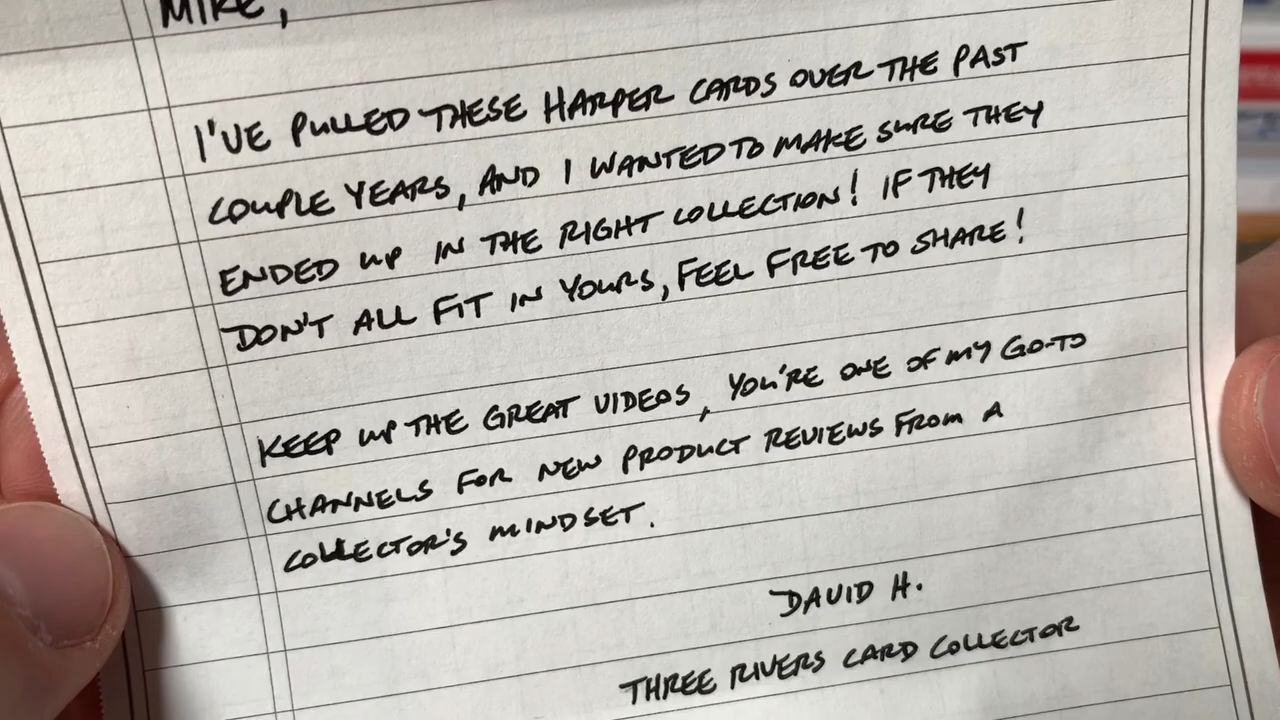 MIKE,
I'VE PULLED THESE HARPER CARDS OVER THE PAST
COUPLE YEARS, AND I WANTED TO MAKE SURE THEY
ENDED UP IN THE RIGHT COLLECTION! IF THEY
DON'T ALL FIT IN YOURS, FEEL FREE TO SHARE!
KEEP UP THE GREAT VIDEOS, YOU'RE ONE OF MY GO-TO
CHANNELS FOR NEW PRODUCT REVIEWS FROM A
COLLECTOR'S MINDSET.
DAVID H.
THREE RIVERS CARD COLLECTOR